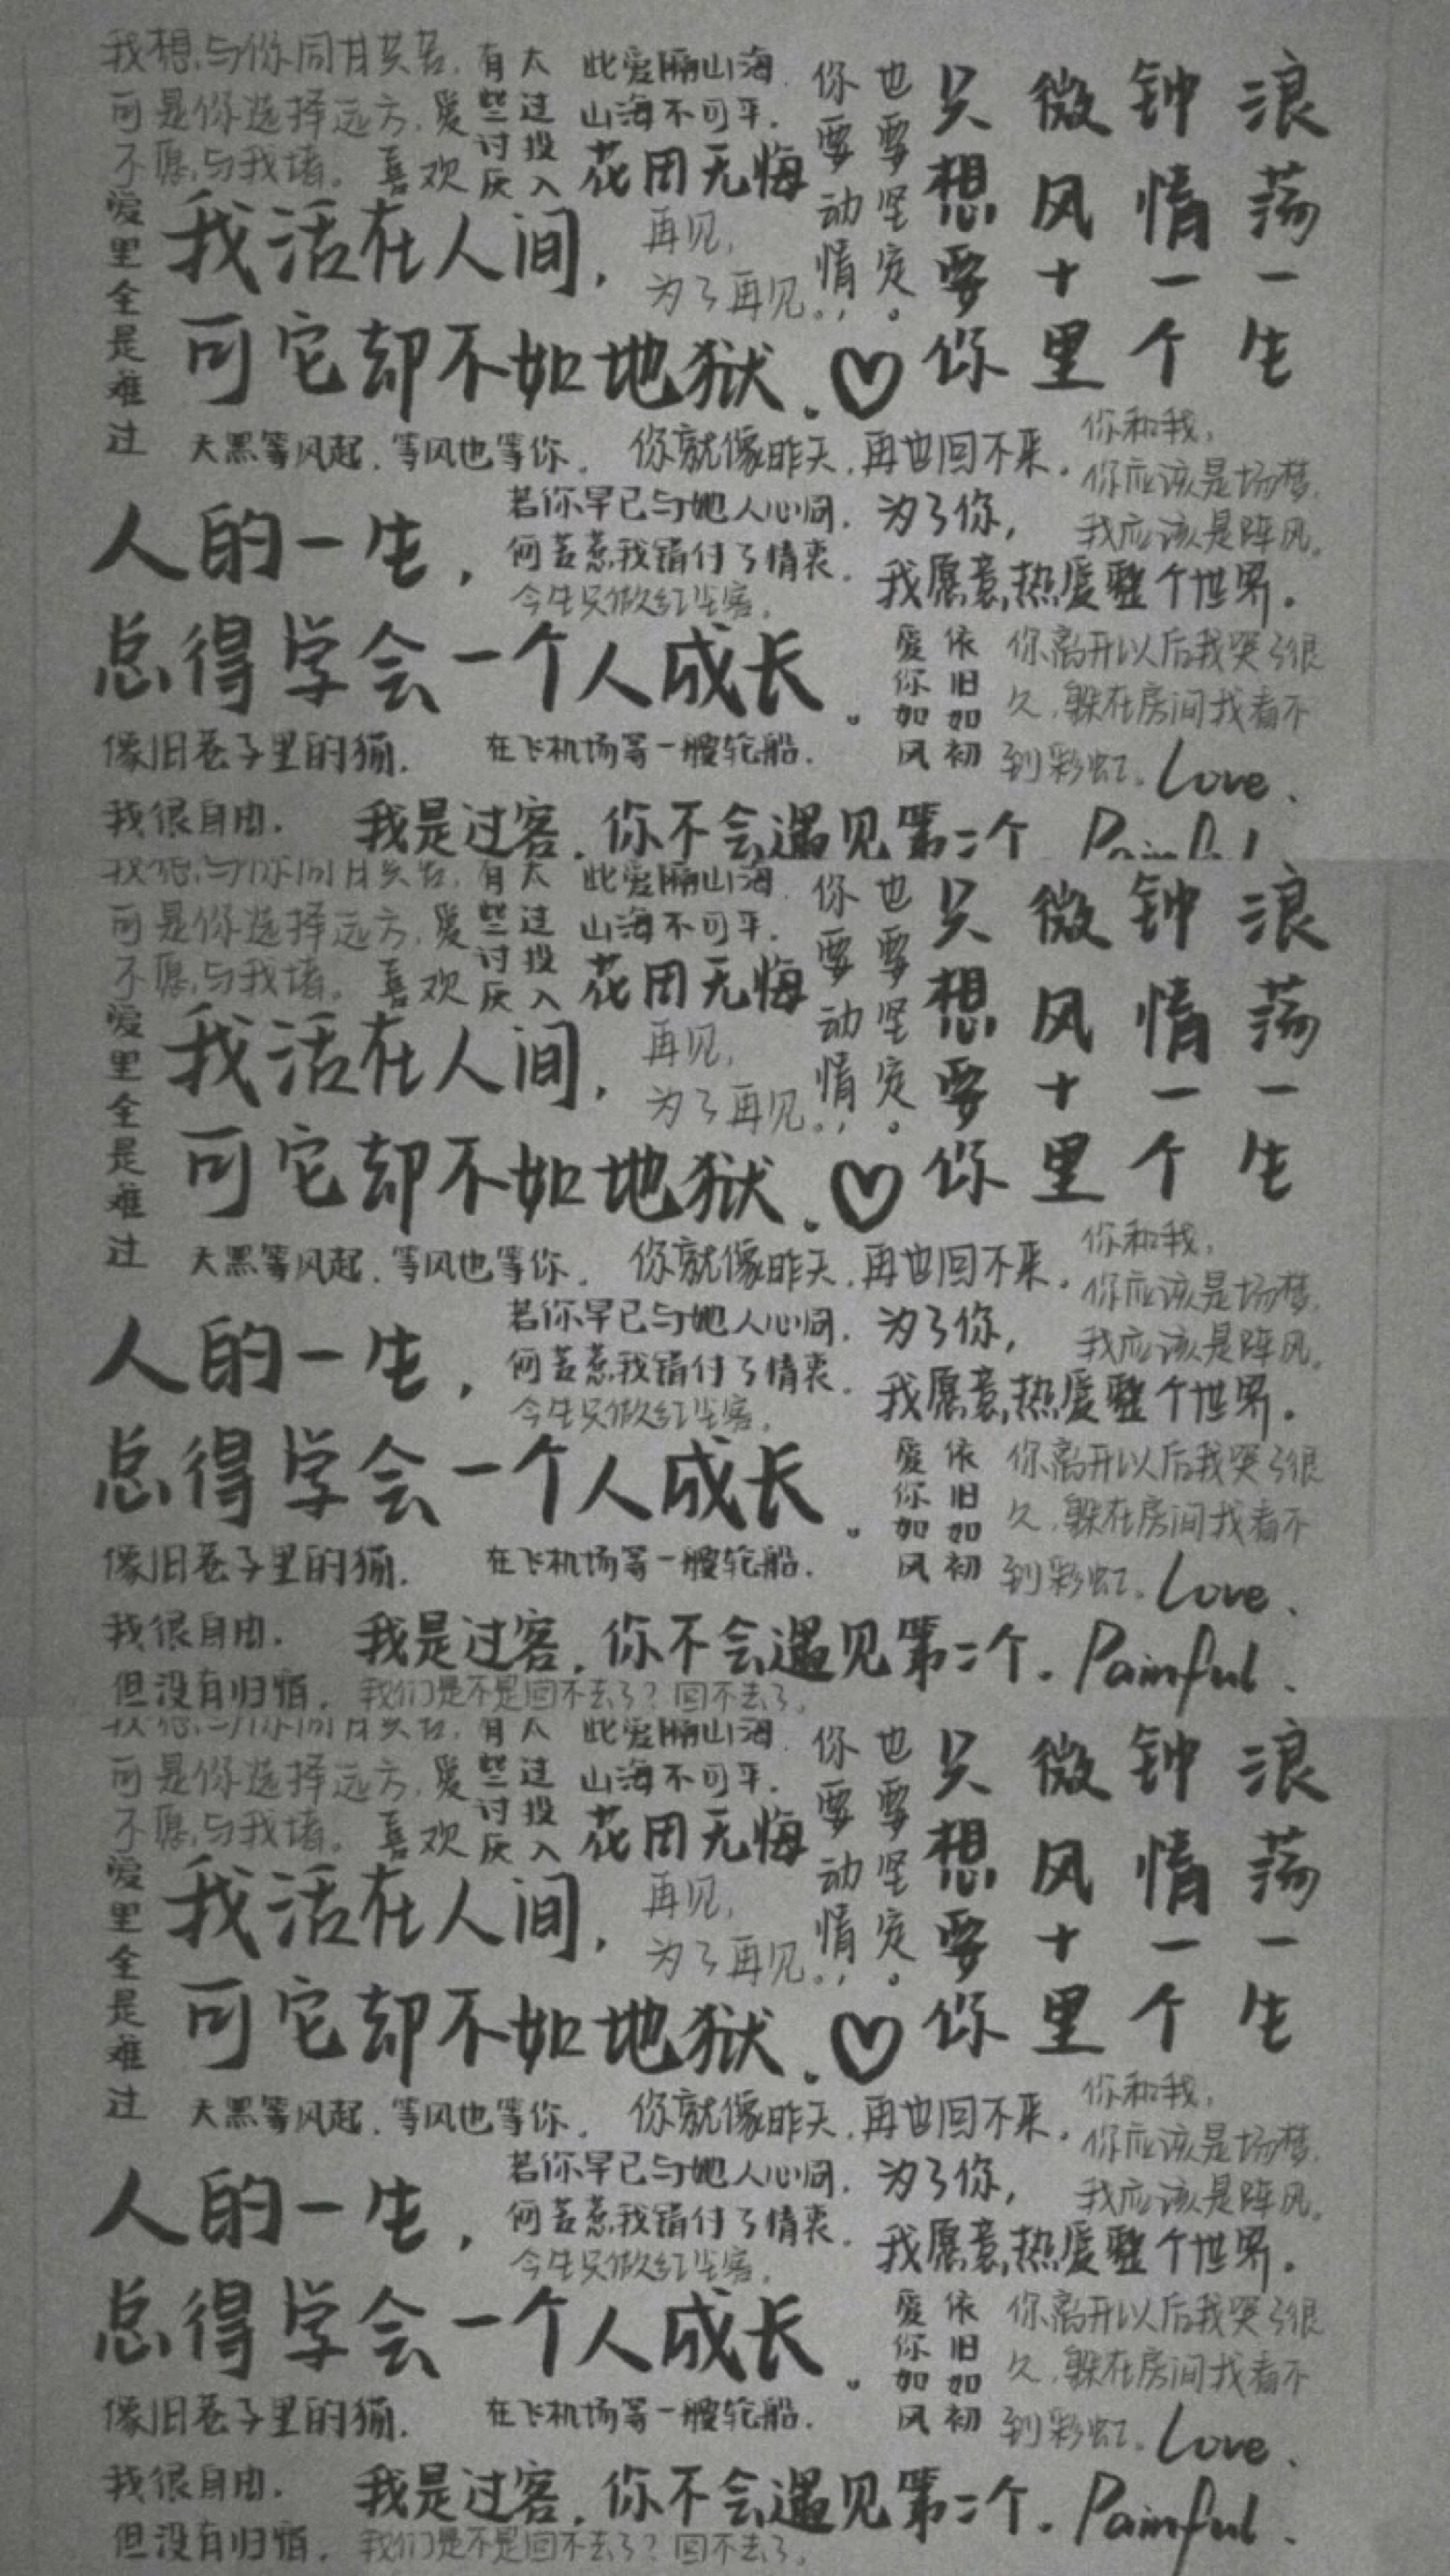 我想与你同甘共苦,
可是你选择远方,
不愿与我堵。
爱
喜欢
有些讨厌
太过投入
此爱隔山海
山海不可平.
花田无悔
你要动情,
也要坚定。
只想要你
微风十里
钟情一个
浪荡一生
爱里全是难过
我活在人间,
可它却不如地狱.♡
再见,
为了再见。
天黑等风起.等风也等你.
你就像昨天.再也回不来.
你和我,
你应该是场梦,
我应该是阵风。
人的一生,
总得学会一个人成长。
若你早已与她人心同.
何苦惹我错付了情衷.
今生只做红尘客.
为了你,
我愿意热爱整个世界.
爱你如风
依旧如初
你离开以后我哭了很
久,躲在房间我看不
到彩虹。
Love.
像旧巷子里的猫.
我很自由.
在飞机场等一艘轮船.
我是过客.你不会遇见第二个.
Painful
我想与你同甘共苦,
可是你选择远方,
不愿与我堵。
爱
喜欢
有些讨厌
太过投入
此爱隔山海
山海不可平.
花田无悔
你要动情,
也要坚定。
只想要你
微风十里
钟情一个
浪荡一生
爱里全是难过
我活在人间,
可它却不如地狱.♡
再见,
为了再见。
天黑等风起.等风也等你.
你就像昨天.再也回不来.
你和我,
你应该是场梦,
我应该是阵风。
人的一生,
总得学会一个人成长。
若你早已与她人心同.
何苦惹我错付了情衷.
今生只做红尘客.
为了你,
我愿意热爱整个世界.
爱你如风
依旧如初
你离开以后我哭了很
久,躲在房间我看不
到彩虹。
Love.
像旧巷子里的猫.
我很自由.
但没有归宿.
在飞机场等一艘轮船.
我是过客.你不会遇见第二个.
Painful.
我们是不是回不去了?回不去了。
我想与你同甘共苦,
可是你选择远方,
不愿与我堵。
爱
喜欢
有些讨厌
太过投入
此爱隔山海
山海不可平.
花田无悔
你要动情,
也要坚定。
只想要你
微风十里
钟情一个
浪荡一生
爱里全是难过
我活在人间,
可它却不如地狱.♡
再见,
为了再见。
天黑等风起.等风也等你.
你就像昨天.再也回不来.
你和我,
你应该是场梦,
我应该是阵风。
人的一生,
总得学会一个人成长。
若你早已与她人心同.
何苦惹我错付了情衷.
今生只做红尘客.
为了你,
我愿意热爱整个世界.
爱你如风
依旧如初
你离开以后我哭了很
久,躲在房间我看不
到彩虹。
Love.
像旧巷子里的猫.
我很自由.
但没有归宿.
在飞机场等一艘轮船.
我是过客.你不会遇见第二个.
Painful.
我们是不是回不去了?回不去了。